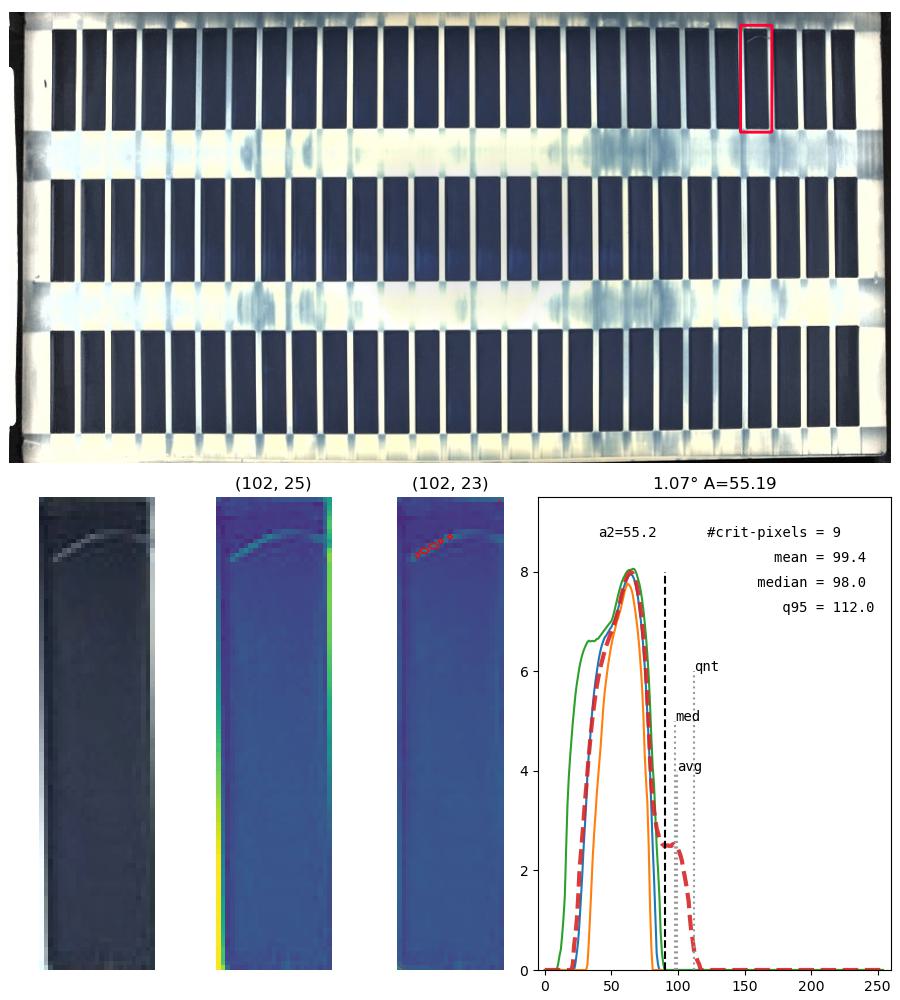 (102, 25)
(102, 23)
1.07° A=55.19
a2=55.2
#crit-pixels = 9
mean = 99.4
median = 98.0
q95 = 112.0
qnt
med
avg
8
6
4
2
0
0 50 100 150 200 250